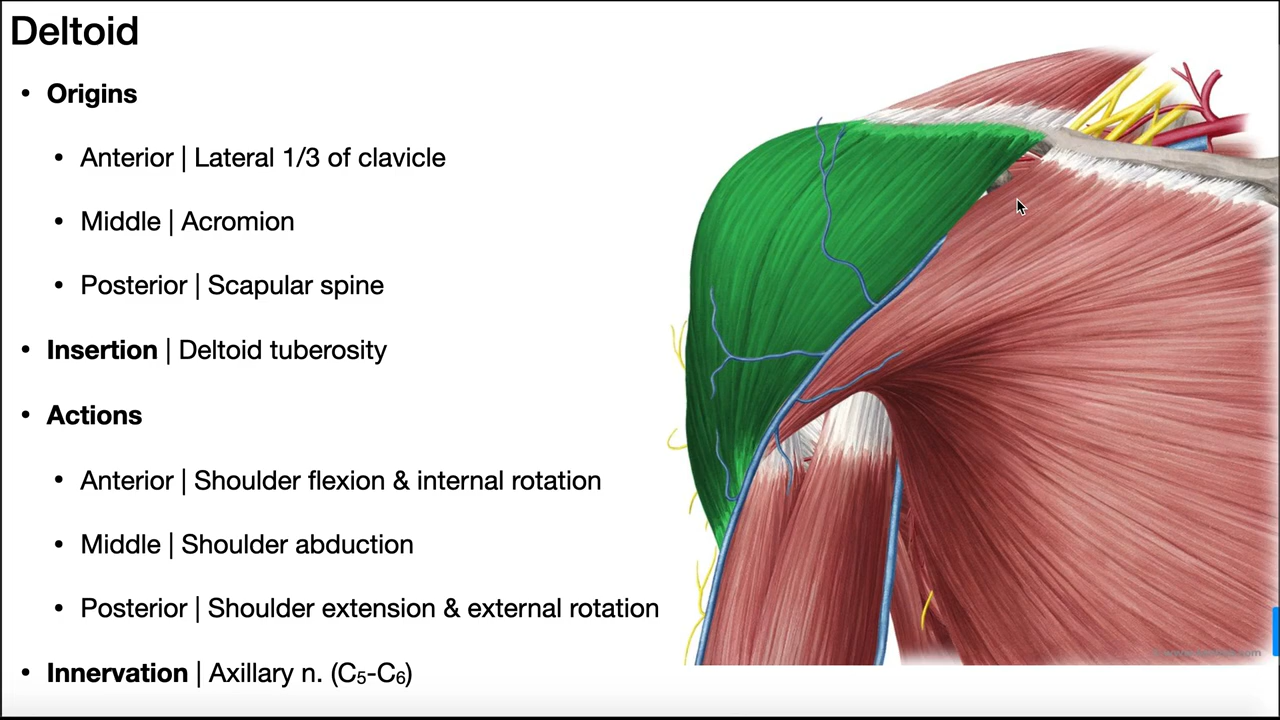 Deltoid
• Origins
• Anterior | Lateral 1/3 of clavicle
• Middle | Acromion
• Posterior | Scapular spine
• Insertion | Deltoid tuberosity
• Actions
• Anterior | Shoulder flexion & internal rotation
• Middle | Shoulder abduction
• Posterior | Shoulder extension & external rotation
• Innervation | Axillary n. (C₅-C₆)